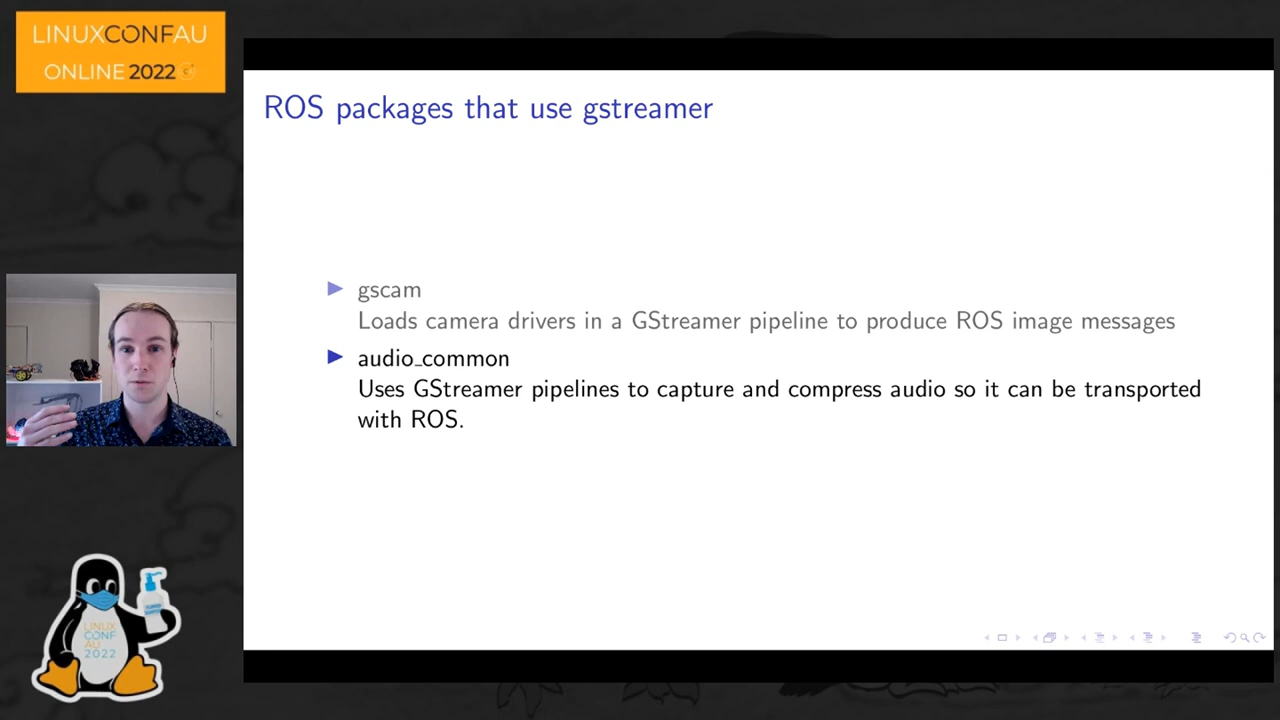 LINUXCONFAU
ONLINE 2022
ROS packages that use gstreamer
gscam
Loads camera drivers in a GStreamer pipeline to produce ROS image messages
audio_common
Uses GStreamer pipelines to capture and compress audio so it can be transported
with ROS.
LINUX
CONF
AU
2022